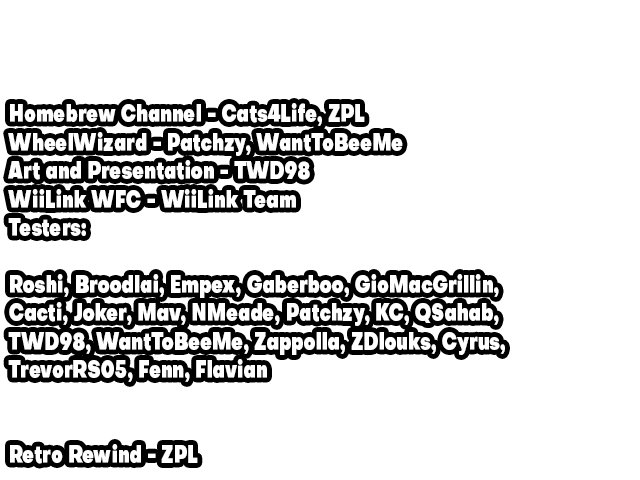 Homebrew Channel - Cats4Life, ZPL
WheelWizard - Patchzy, WantToBeeMe
Art and Presentation - TWD98
WiiLink WFC - WiiLink Team
Testers:
Roshi, Broodlai, Empex, Gaberboo, GioMacGrillin,
Cacti, Joker, Mav, NMeade, Patchzy, KC, QSahab,
TWD98, WantToBeeMe, Zappolla, ZDlouks, Cyrus,
TrevorRS05, Fenn, Flavian
Retro Rewind - ZPL